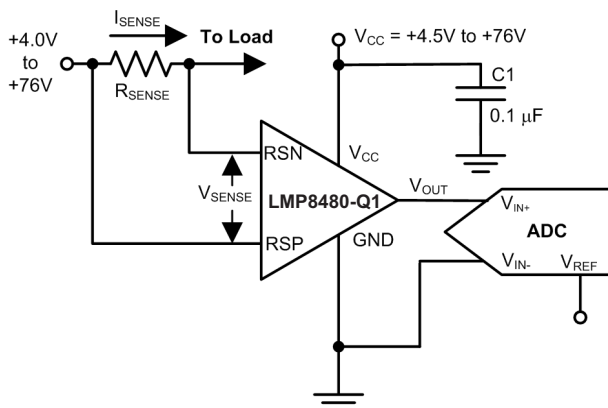 +4.0V
to
+76V
I_SENSE
To Load
R_SENSE
V_CC = +4.5V to +76V
C1
0.1 μF
RSN
V_CC
V_SENSE
LMP8480-Q1
V_OUT
RSP
GND
V_IN+
ADC
V_IN-
V_REF